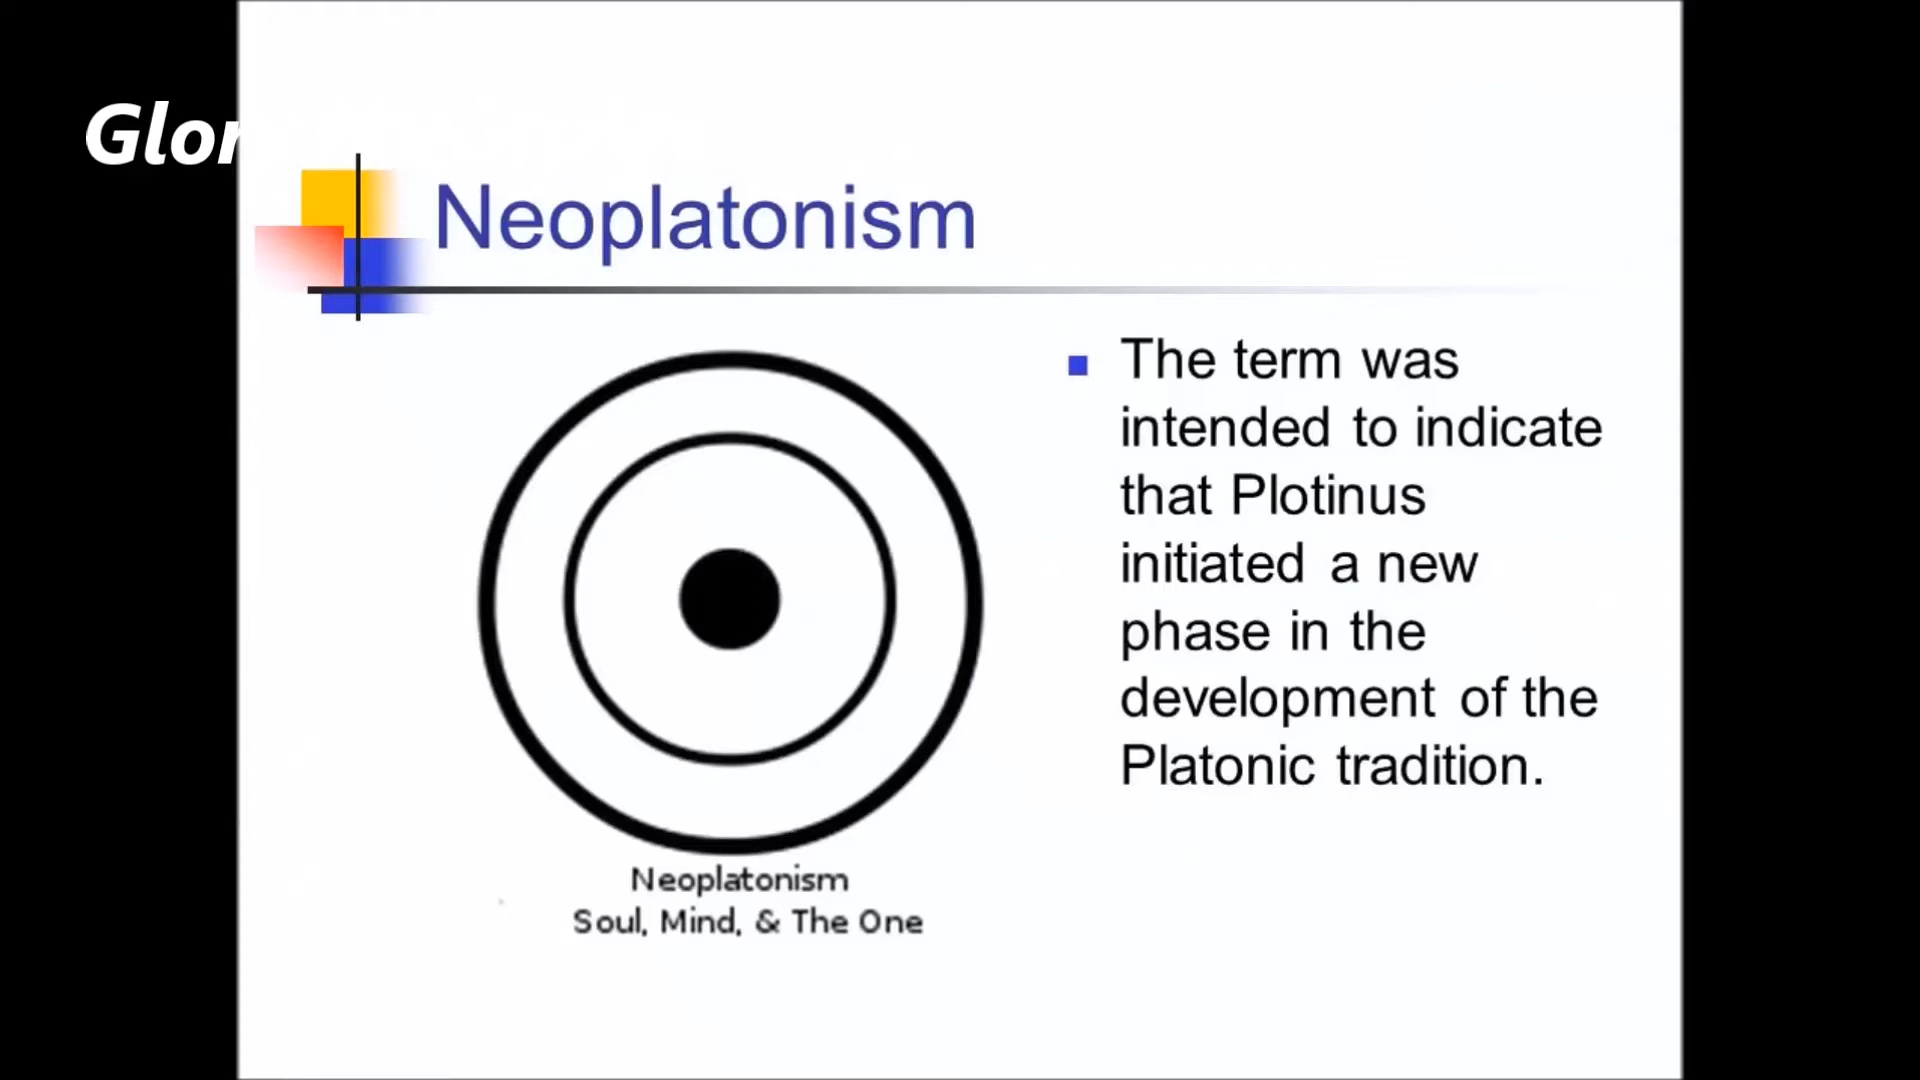 Neoplatonism
The term was
intended to indicate
that Plotinus
initiated a new
phase in the
development of the
Platonic tradition.
Neoplatonism
Soul, Mind, & The One